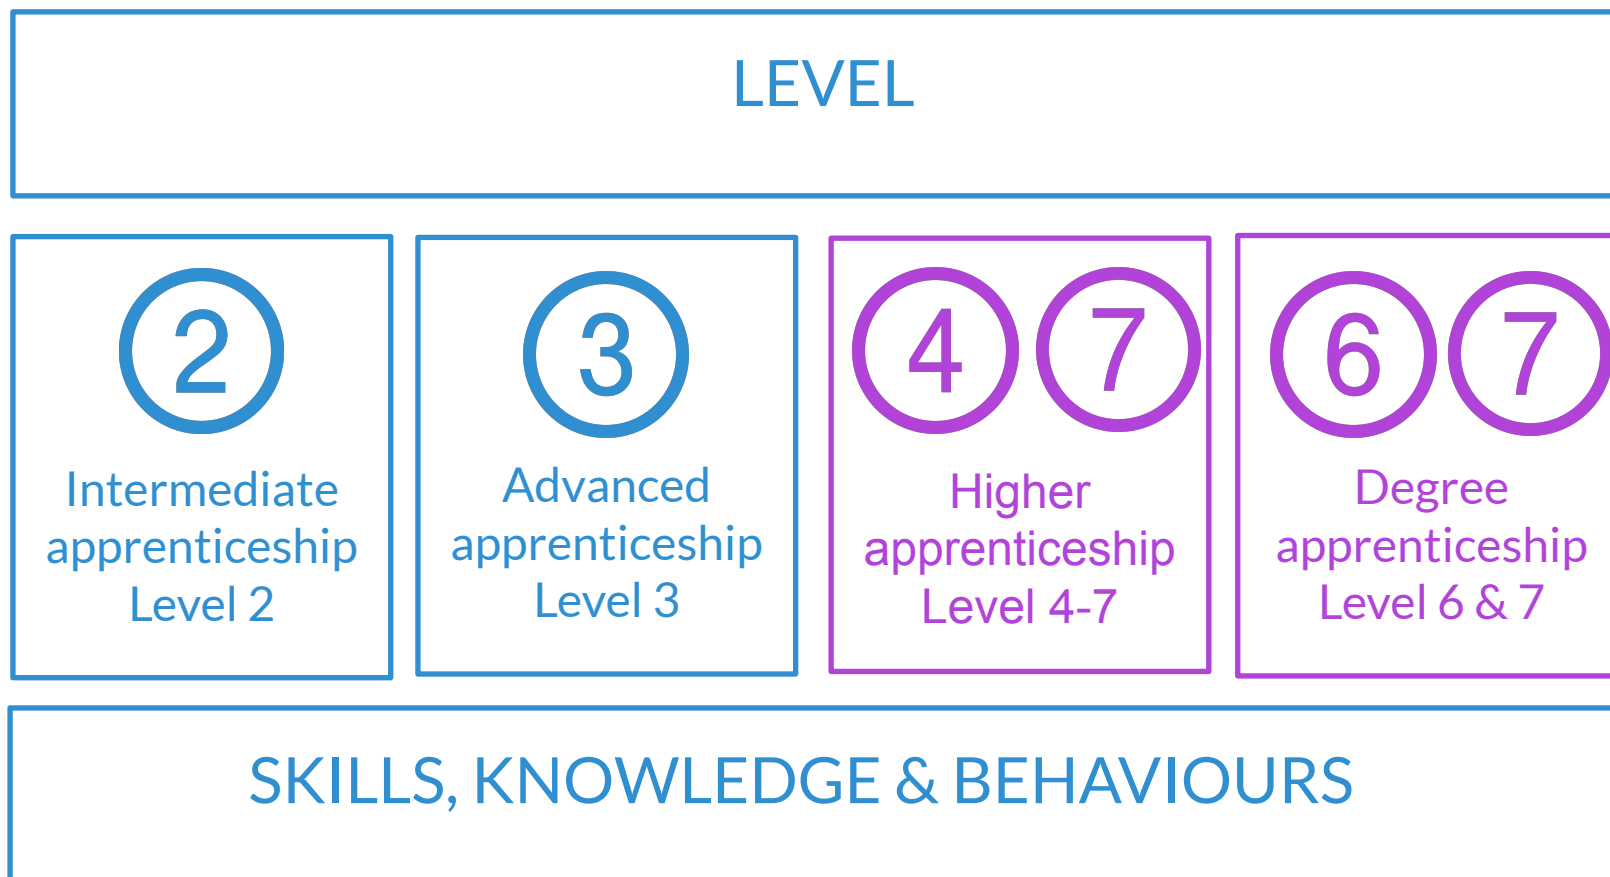 LEVEL
2
Intermediate
apprenticeship
Level 2
3
Advanced
apprenticeship
Level 3
4 7
Higher
apprenticeship
Level 4-7
6 7
Degree
apprenticeship
Level 6 & 7
SKILLS, KNOWLEDGE & BEHAVIOURS